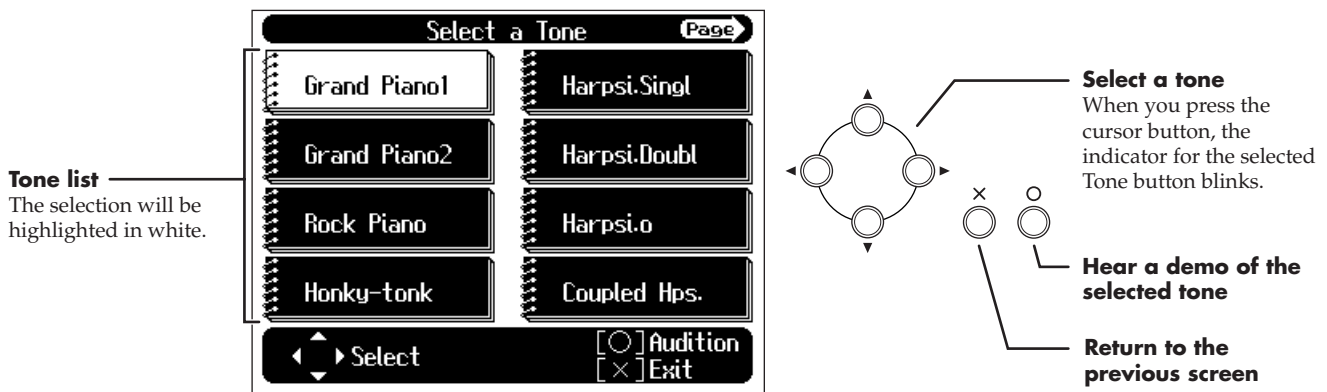 Select a Tone
Page
Grand Piano1
Harpsi.Singl
Grand Piano2
Harpsi.Doubl
Rock Piano
Harpsi.o
Honky-tonk
Coupled Hps.
Select
[○]Audition
[×]Exit
Tone list
The selection will be
highlighted in white.
Select a tone
When you press the
cursor button, the
indicator for the selected
Tone button blinks.
× ○
Hear a demo of the
selected tone
Return to the
previous screen